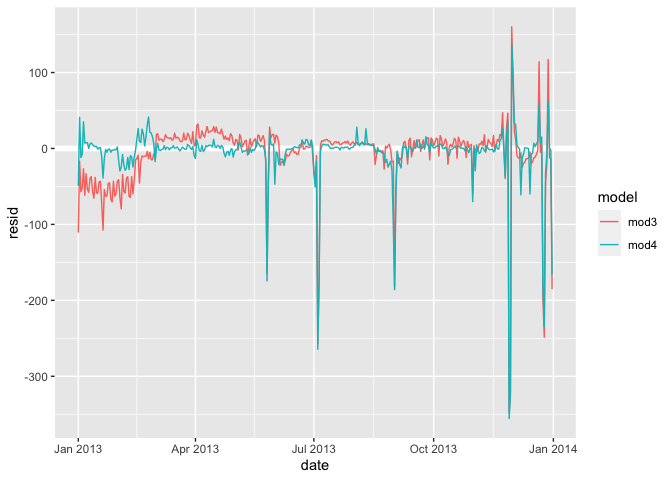 100
0
-100
-200
-300
resid
Jan 2013
Apr 2013
Jul 2013
Oct 2013
Jan 2014
date
model
mod3
mod4